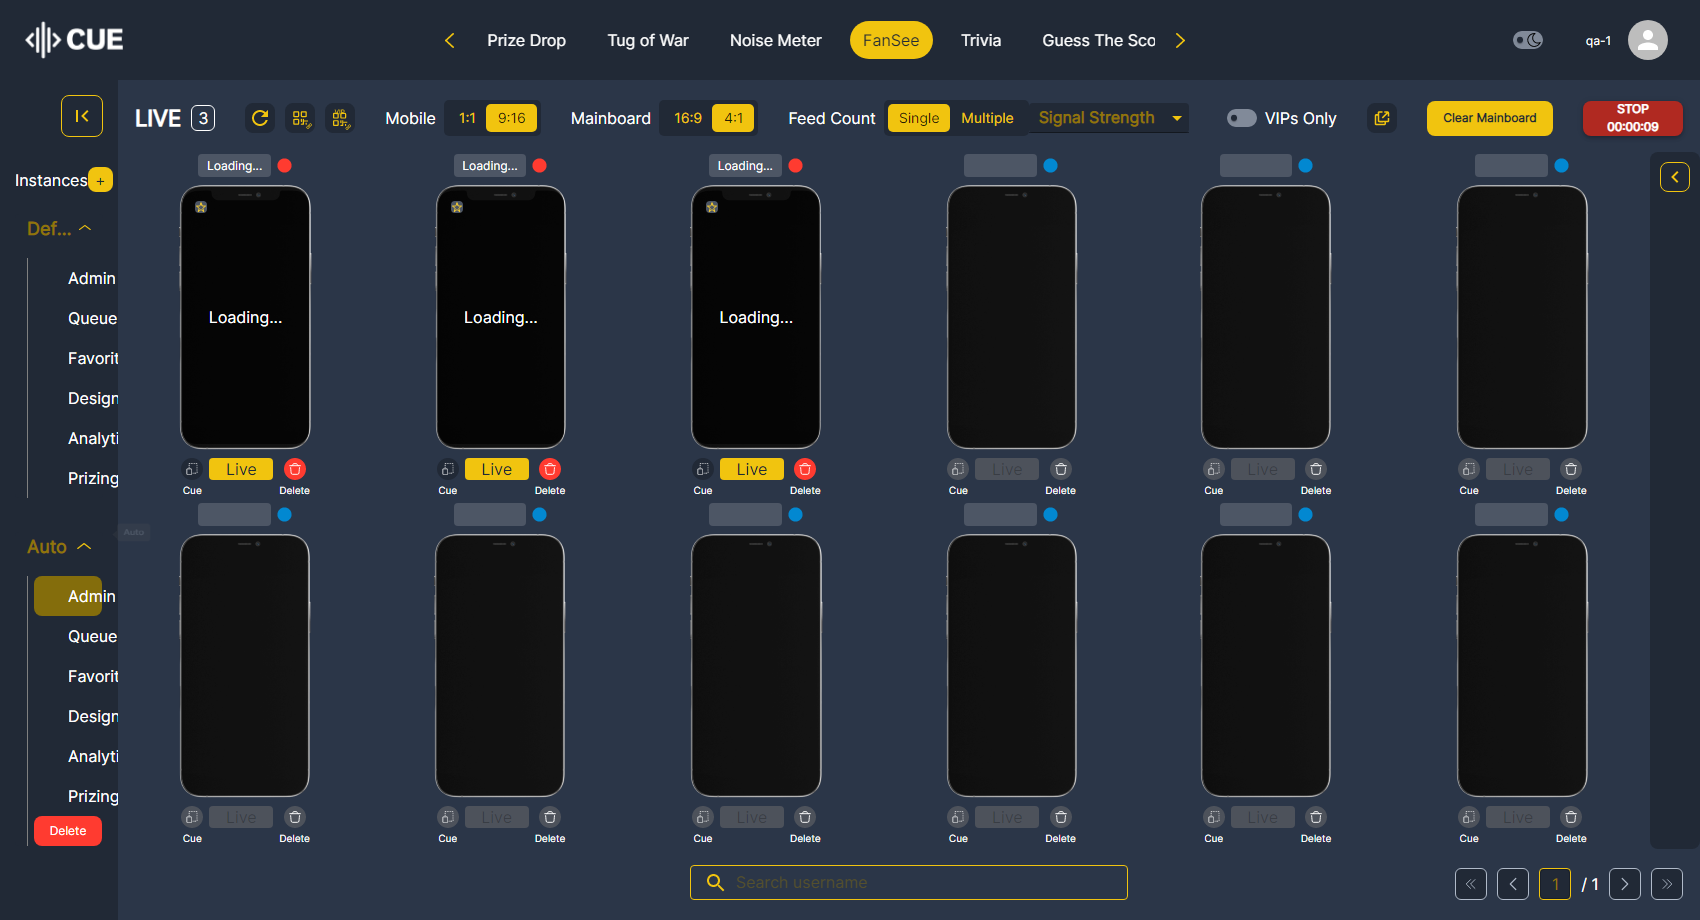 CUE
Prize Drop
Tug of War
Noise Meter
FanSee
Trivia
Guess The Sco
qa-1
LIVE 3
Mobile 1:1 9:16
Mainboard 16:9 4:1
Feed Count Single Multiple
Signal Strength
VIPs Only
Clear Mainboard
STOP
00:00:09
Instances +
Def...
Admin
Queue
Favorit
Design
Analyti
Prizing
Auto
Auto
Admin
Queue
Favorit
Design
Analyti
Prizing
Delete
Loading... Loading... Loading...
Loading... Loading... Loading...
Live Live Live Live Live Live
Cue Delete Cue Delete Cue Delete Cue Delete Cue Delete Cue Delete
Live Live Live Live Live Live
Cue Delete Cue Delete Cue Delete Cue Delete Cue Delete Cue Delete
Search username
1 / 1